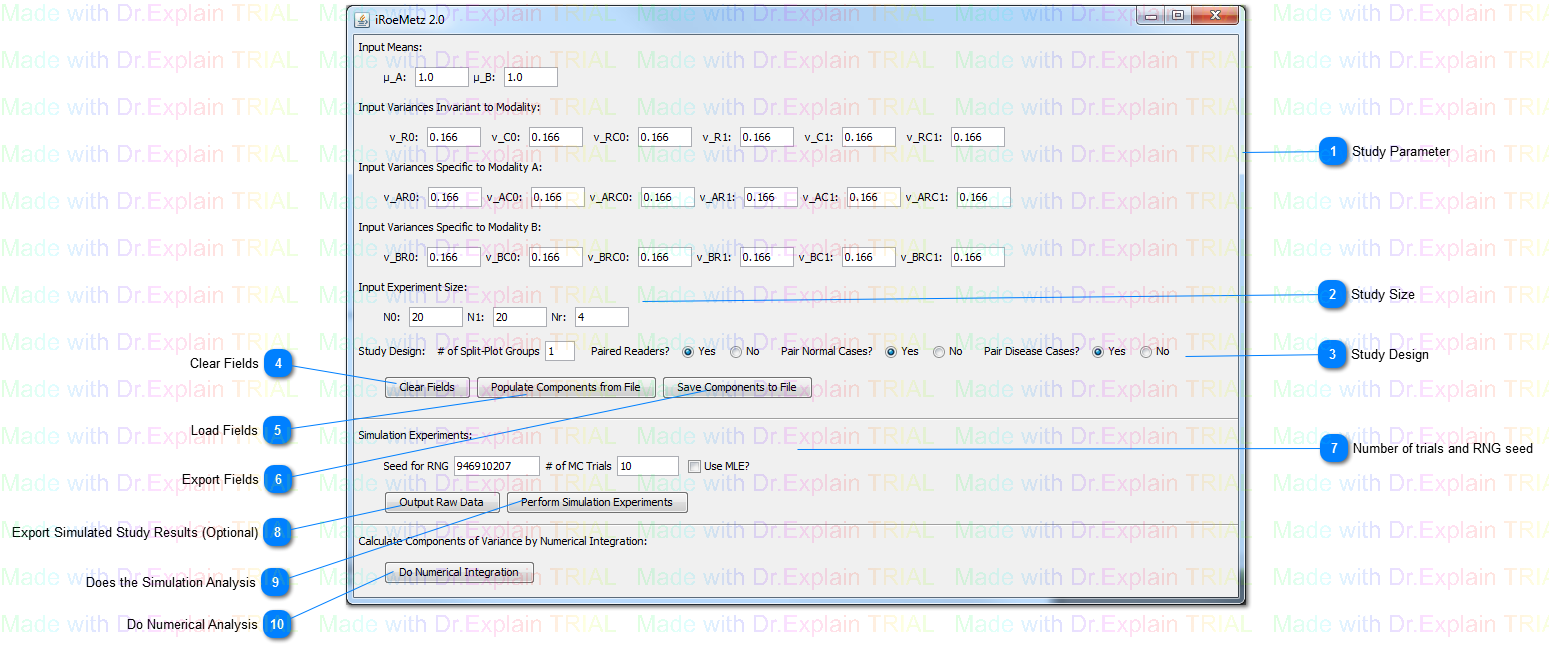 iRoeMetz 2.0
Input Means:
µ_A: 1.0 µ_B: 1.0
Input Variances Invariant to Modality:
v_R0: 0.166 v_C0: 0.166 v_RC0: 0.166 v_R1: 0.166 v_C1: 0.166 v_RC1: 0.166
1 Study Parameter
Input Variances Specific to Modality A:
v_AR0: 0.166 v_AC0: 0.166 v_ARC0: 0.166 v_AR1: 0.166 v_AC1: 0.166 v_ARC1: 0.166
Input Variances Specific to Modality B:
v_BR0: 0.166 v_BC0: 0.166 v_BRC0: 0.166 v_BR1: 0.166 v_BC1: 0.166 v_BRC1: 0.166
Input Experiment Size:
2 Study Size
N0: 20 N1: 20 Nr: 4
Study Design: # of Split-Plot Groups 1 Paired Readers? Yes No Pair Normal Cases? Yes No Pair Disease Cases? Yes No
3 Study Design
Clear Fields 4
Clear Fields Populate Components from File Save Components to File
Load Fields 5
Simulation Experiments:
7 Number of trials and RNG seed
Export Fields 6
Seed for RNG 946910207 # of MC Trials 10 Use MLE?
Output Raw Data Perform Simulation Experiments
Export Simulated Study Results (Optional) 8
Calculate Components of Variance by Numerical Integration:
Does the Simulation Analysis 9
Do Numerical Integration
Do Numerical Analysis 10
Made with Dr.Explain TRIAL